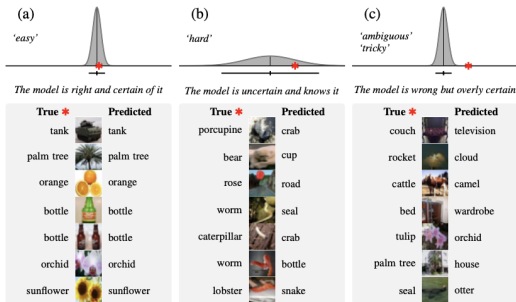 (a)
'easy'
The model is right and certain of it
True * Predicted
tank tank
palm tree palm tree
orange orange
bottle bottle
bottle bottle
orchid orchid
sunflower sunflower
(b)
'hard'
The model is uncertain and knows it
True * Predicted
porcupine crab
bear cup
rose road
worm seal
caterpillar crab
worm bottle
lobster snake
(c)
'ambiguous'
'tricky'
The model is wrong but overly certain
True * Predicted
couch television
rocket cloud
cattle camel
bed wardrobe
tulip orchid
palm tree house
seal otter